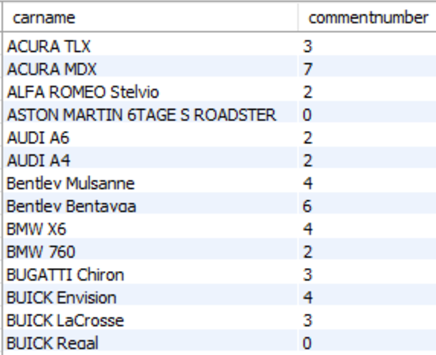 carname commentnumber
ACURA TLX 3
ACURA MDX 7
ALFA ROMEO Stelvio 2
ASTON MARTIN 6TAGE S ROADSTER 0
AUDI A6 2
AUDI A4 2
Bentley Mulsanne 4
Bentley Bentayga 6
BMW X6 4
BMW 760 2
BUGATTI Chiron 3
BUICK Envision 4
BUICK LaCrosse 3
BUICK Regal 0